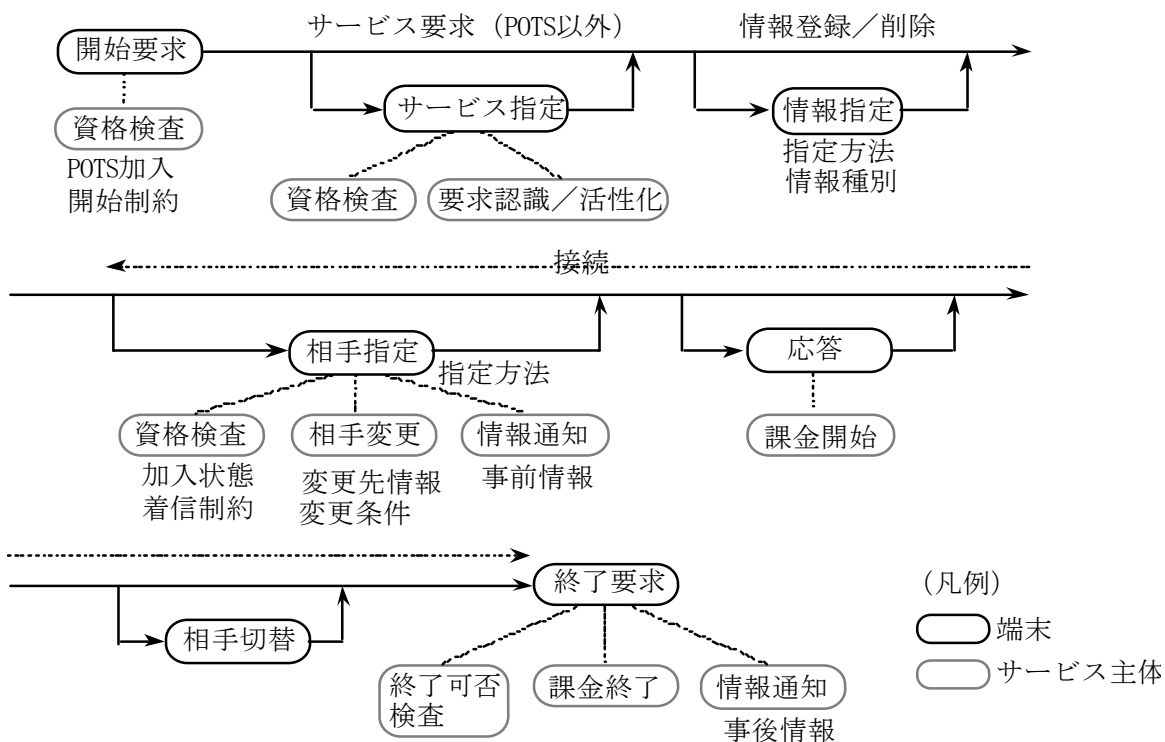 サービス要求（POTS以外）
情報登録／削除
開始要求
サービス指定
情報指定
資格検査
POTS加入
開始制約
指定方法
情報種別
資格検査
要求認識／活性化
接続
相手指定
指定方法
応答
資格検査
加入状態
着信制約
相手変更
変更先情報
変更条件
情報通知
事前情報
課金開始
相手切替
終了要求
終了可否
検査
課金終了
情報通知
事後情報
（凡例）
端末
サービス主体